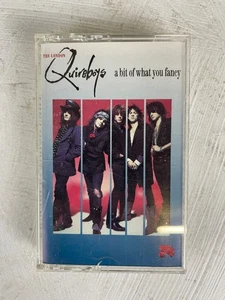 THE LONDON
Quireboys a bit of what you fancy